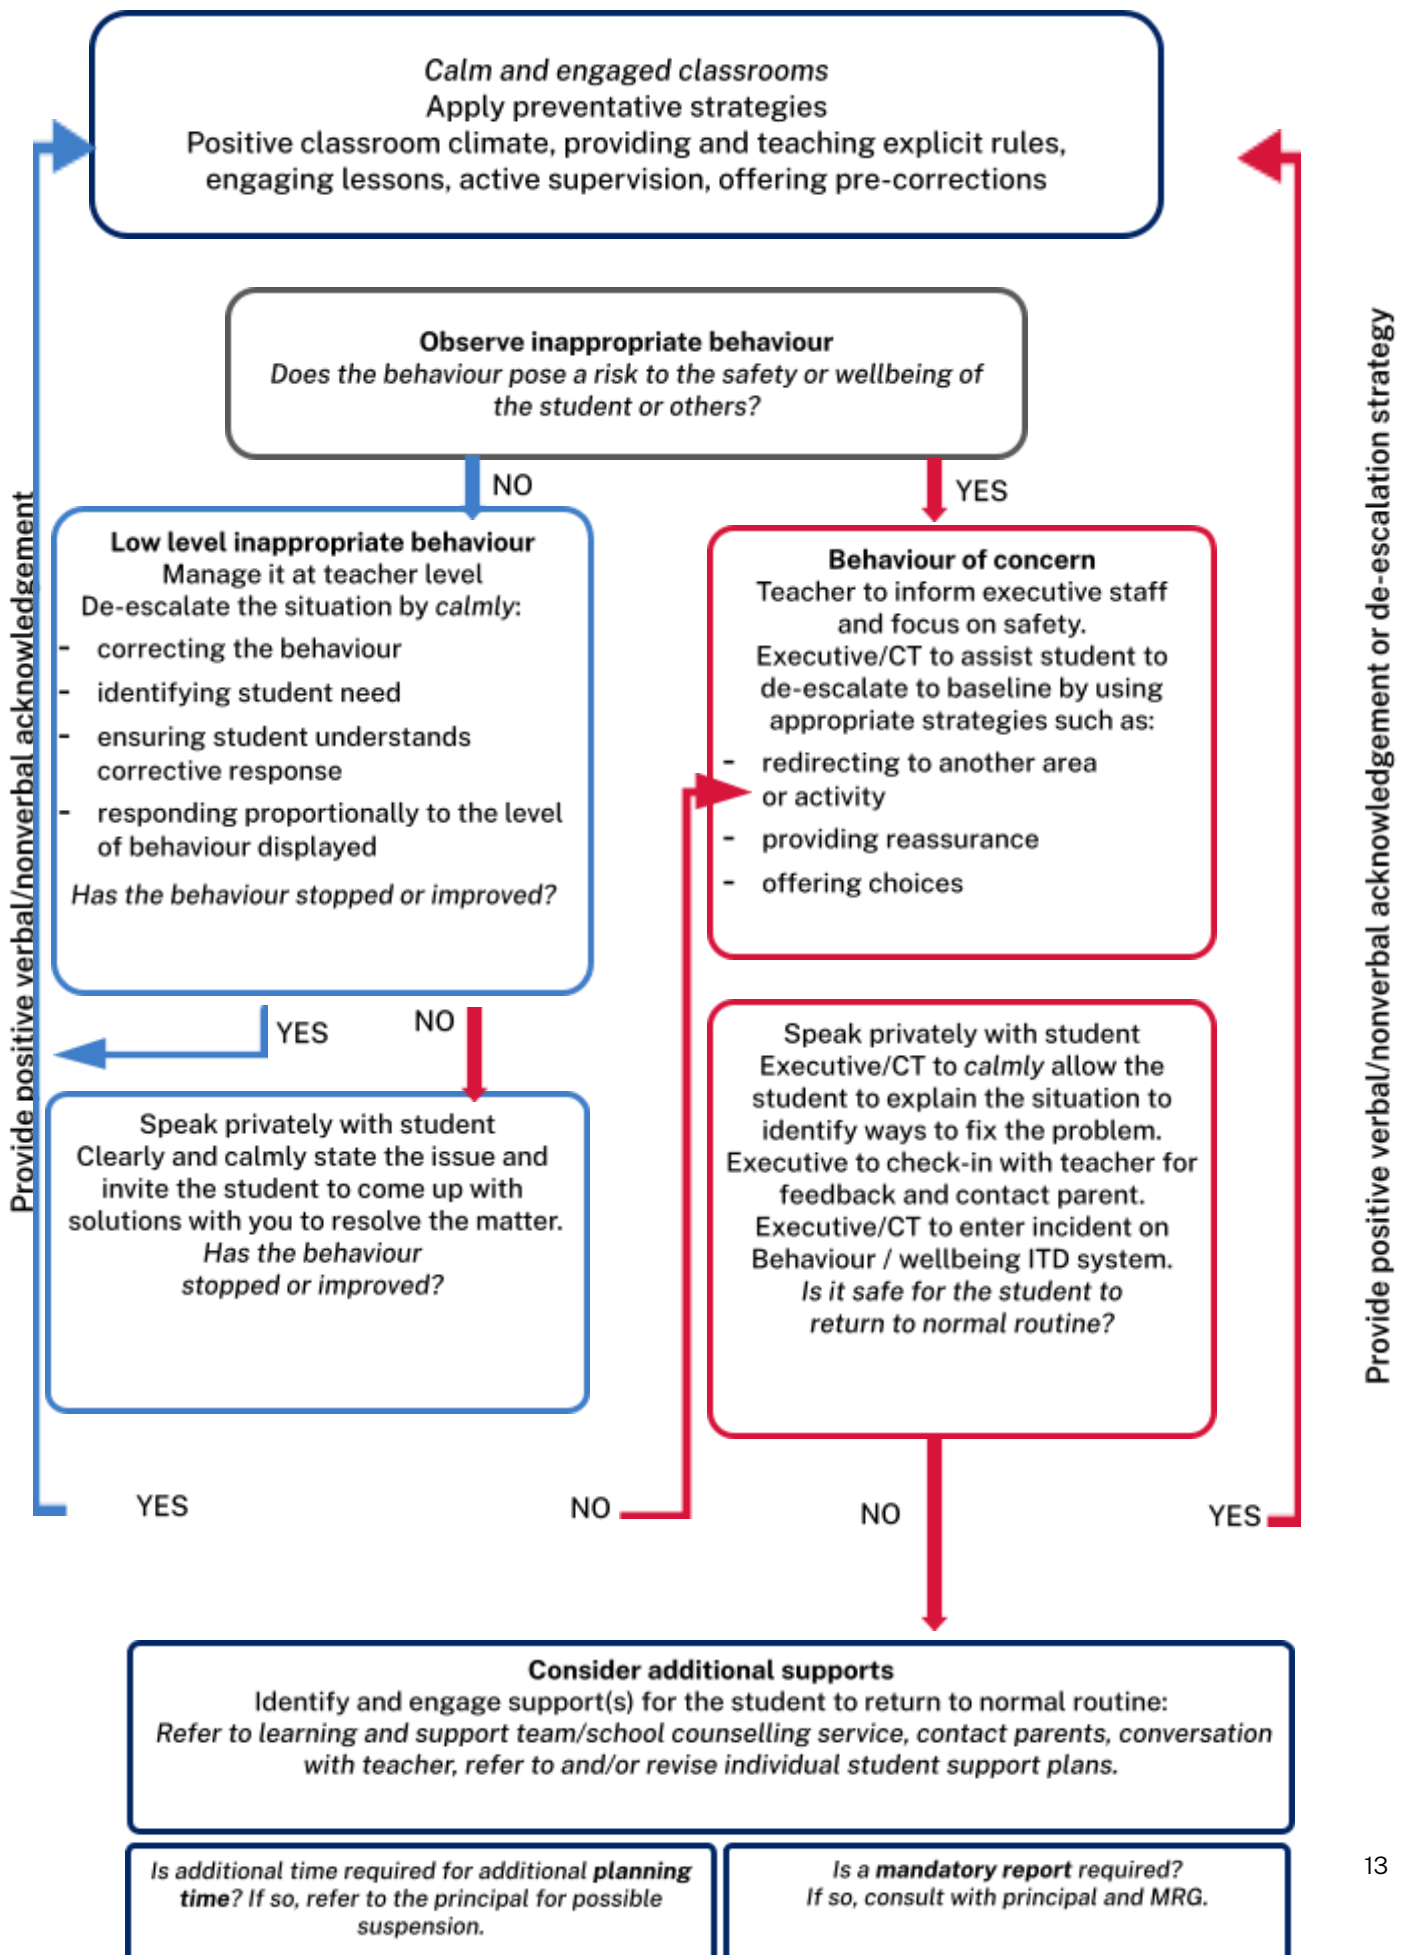 Calm and engaged classrooms
Apply preventative strategies
Positive classroom climate, providing and teaching explicit rules,
engaging lessons, active supervision, offering pre-corrections
Observe inappropriate behaviour
Does the behaviour pose a risk to the safety or wellbeing of
the student or others?
NO
YES
Low level inappropriate behaviour
Manage it at teacher level
De-escalate the situation by calmly:
- correcting the behaviour
- identifying student need
- ensuring student understands
corrective response
- responding proportionally to the level
of behaviour displayed
Has the behaviour stopped or improved?
YES
NO
Speak privately with student
Clearly and calmly state the issue and
invite the student to come up with
solutions with you to resolve the matter.
Has the behaviour
stopped or improved?
YES
NO
Behaviour of concern
Teacher to inform executive staff
and focus on safety.
Executive/CT to assist student to
de-escalate to baseline by using
appropriate strategies such as:
- redirecting to another area
or activity
- providing reassurance
- offering choices
Speak privately with student
Executive/CT to calmly allow the
student to explain the situation to
identify ways to fix the problem.
Executive to check-in with teacher for
feedback and contact parent.
Executive/CT to enter incident on
Behaviour / wellbeing ITD system.
Is it safe for the student to
return to normal routine?
NO
YES
Provide positive verbal/nonverbal acknowledgement
Provide positive verbal/nonverbal acknowledgement or de-escalation strategy
Consider additional supports
Identify and engage support(s) for the student to return to normal routine:
Refer to learning and support team/school counselling service, contact parents, conversation
with teacher, refer to and/or revise individual student support plans.
Is additional time required for additional planning
time? If so, refer to the principal for possible
suspension.
Is a mandatory report required?
If so, consult with principal and MRG.
13